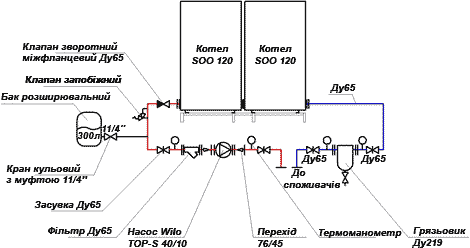 Клапан зворотний
міжфланцевий Ду65
Клапан запобіжний
Бак розширювальний
Котел
SOO 120
Котел
SOO 120
Ду65
300л
11/4″
Кран кульовий
з муфтою 11/4"
Засувка Ду65
Фільтр Ду65
Насос Wilo
TOP-S 40/10
Перехід
76/45
До
споживачів
Ду65
Ду65
Термоманометр
Грязьовик
Ду219